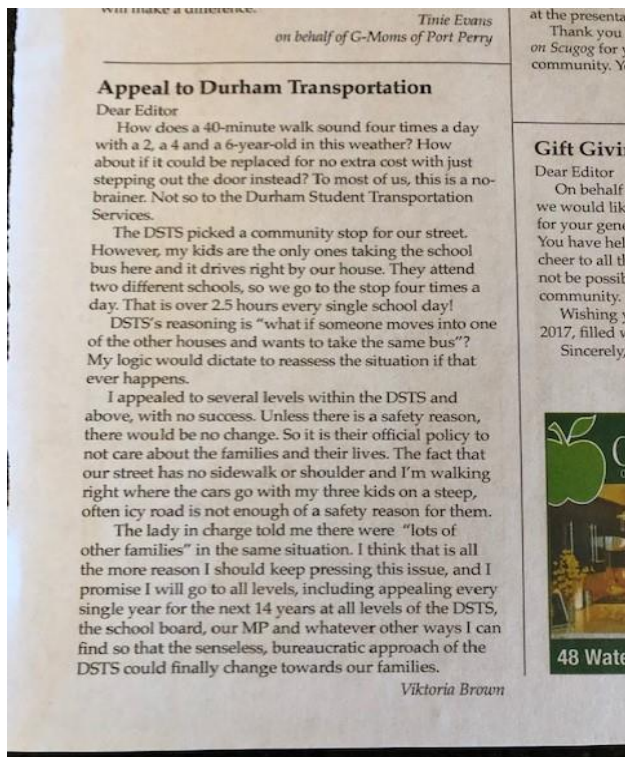 will make a difference.
Tinie Evans
on behalf of G-Moms of Port Perry
Appeal to Durham Transportation
Dear Editor
How does a 40-minute walk sound four times a day
with a 2, a 4 and a 6-year-old in this weather? How
about if it could be replaced for no extra cost with just
stepping out the door instead? To most of us, this is a no-
brainer. Not so to the Durham Student Transportation
Services.
The DSTS picked a community stop for our street.
However, my kids are the only ones taking the school
bus here and it drives right by our house. They attend
two different schools, so we go to the stop four times a
day. That is over 2.5 hours every single school day!
DSTS's reasoning is "what if someone moves into one
of the other houses and wants to take the same bus"?
My logic would dictate to reassess the situation if that
ever happens.
I appealed to several levels within the DSTS and
above, with no success. Unless there is a safety reason,
there would be no change. So it is their official policy to
not care about the families and their lives. The fact that
our street has no sidewalk or shoulder and I'm walking
right where the cars go with my three kids on a steep,
often icy road is not enough of a safety reason for them.
The lady in charge told me there were "lots of
other families" in the same situation. I think that is all
the more reason I should keep pressing this issue, and I
promise I will go to all levels, including appealing every
single year for the next 14 years at all levels of the DSTS,
the school board, our MP and whatever other ways I can
find so that the senseless, bureaucratic approach of the
DSTS could finally change towards our families.
Viktoria Brown
at the
Thank you
on Scugog for
community.
Gift
Dear Editor
On behalf
we would
for your
You have
cheer to all
not be
community.
Wishing
2017, filled
Sincerely,
48